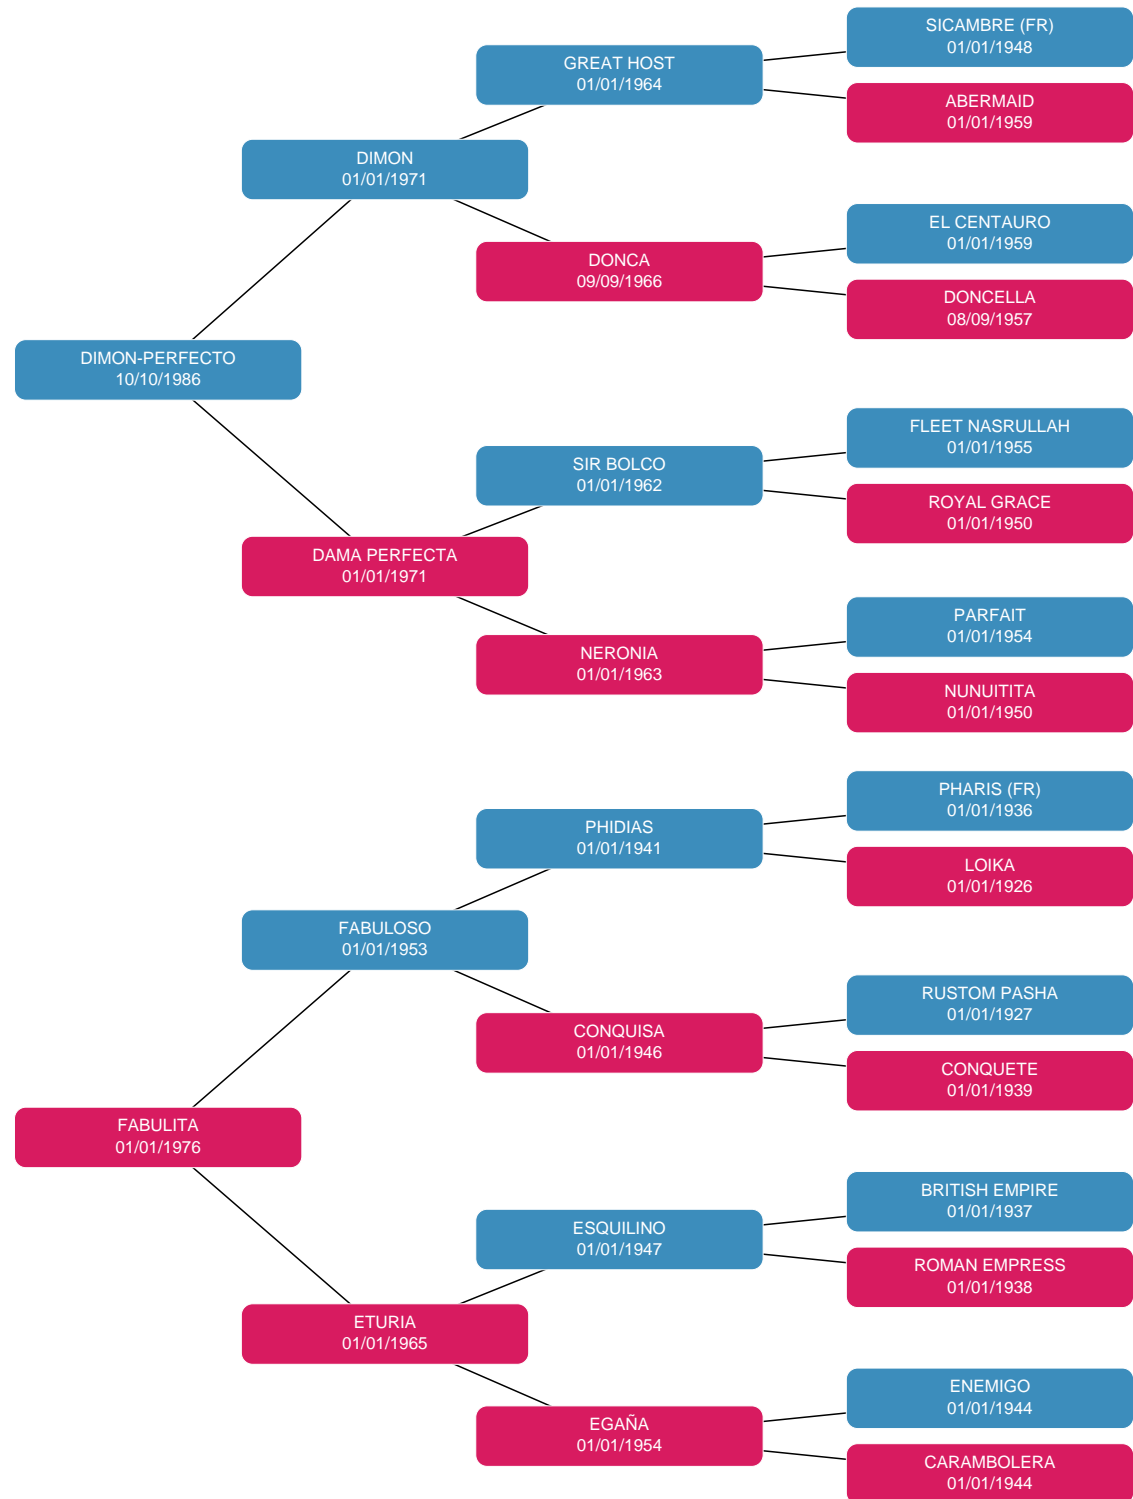 SICAMBRE (FR)
01/01/1948
GREAT HOST
01/01/1964
ABERMAID
01/01/1959
DIMON
01/01/1971
EL CENTAURO
01/01/1959
DONCA
09/09/1966
DONCELLA
08/09/1957
DIMON-PERFECTO
10/10/1986
FLEET NASRULLAH
01/01/1955
SIR BOLCO
01/01/1962
ROYAL GRACE
01/01/1950
DAMA PERFECTA
01/01/1971
PARFAIT
01/01/1954
NERONIA
01/01/1963
NUNUITITA
01/01/1950
PHARIS (FR)
01/01/1936
PHIDIAS
01/01/1941
LOIKA
01/01/1926
FABULOSO
01/01/1953
RUSTOM PASHA
01/01/1927
CONQUISA
01/01/1946
CONQUETE
01/01/1939
FABULITA
01/01/1976
BRITISH EMPIRE
01/01/1937
ESQUILINO
01/01/1947
ROMAN EMPRESS
01/01/1938
ETURIA
01/01/1965
ENEMIGO
01/01/1944
EGAÑA
01/01/1954
CARAMBOLERA
01/01/1944